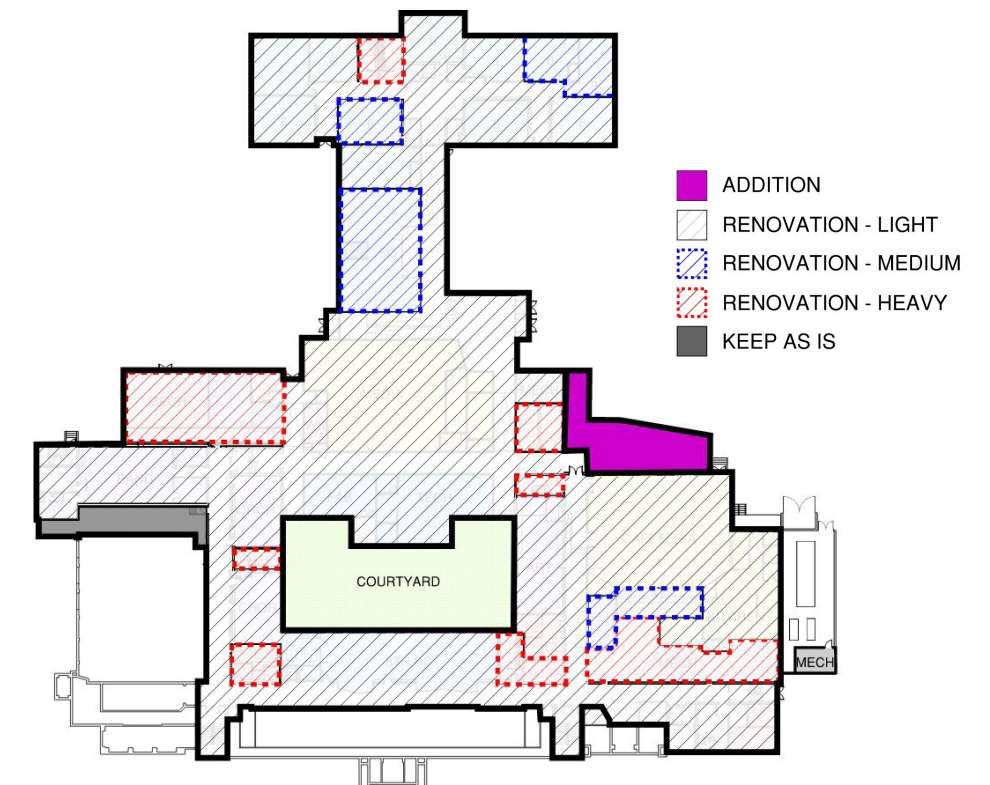 ADDITION
RENOVATION - LIGHT
RENOVATION - MEDIUM
RENOVATION - HEAVY
KEEP AS IS
COURTYARD
MECH